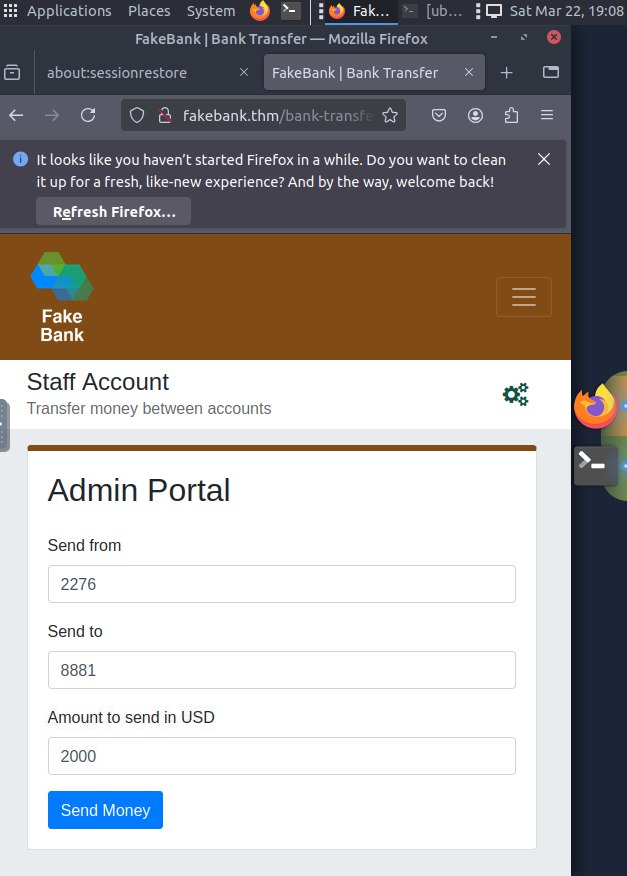 Applications Places System Fak... [ub... Sat Mar 22, 19:08
FakeBank | Bank Transfer — Mozilla Firefox
about:sessionrestore
FakeBank | Bank Transfer
fakebank.thm/bank-transfe
It looks like you haven't started Firefox in a while. Do you want to clean
it up for a fresh, like-new experience? And by the way, welcome back!
Refresh Firefox...
Fake
Bank
Staff Account
Transfer money between accounts
Admin Portal
Send from
2276
Send to
8881
Amount to send in USD
2000
Send Money